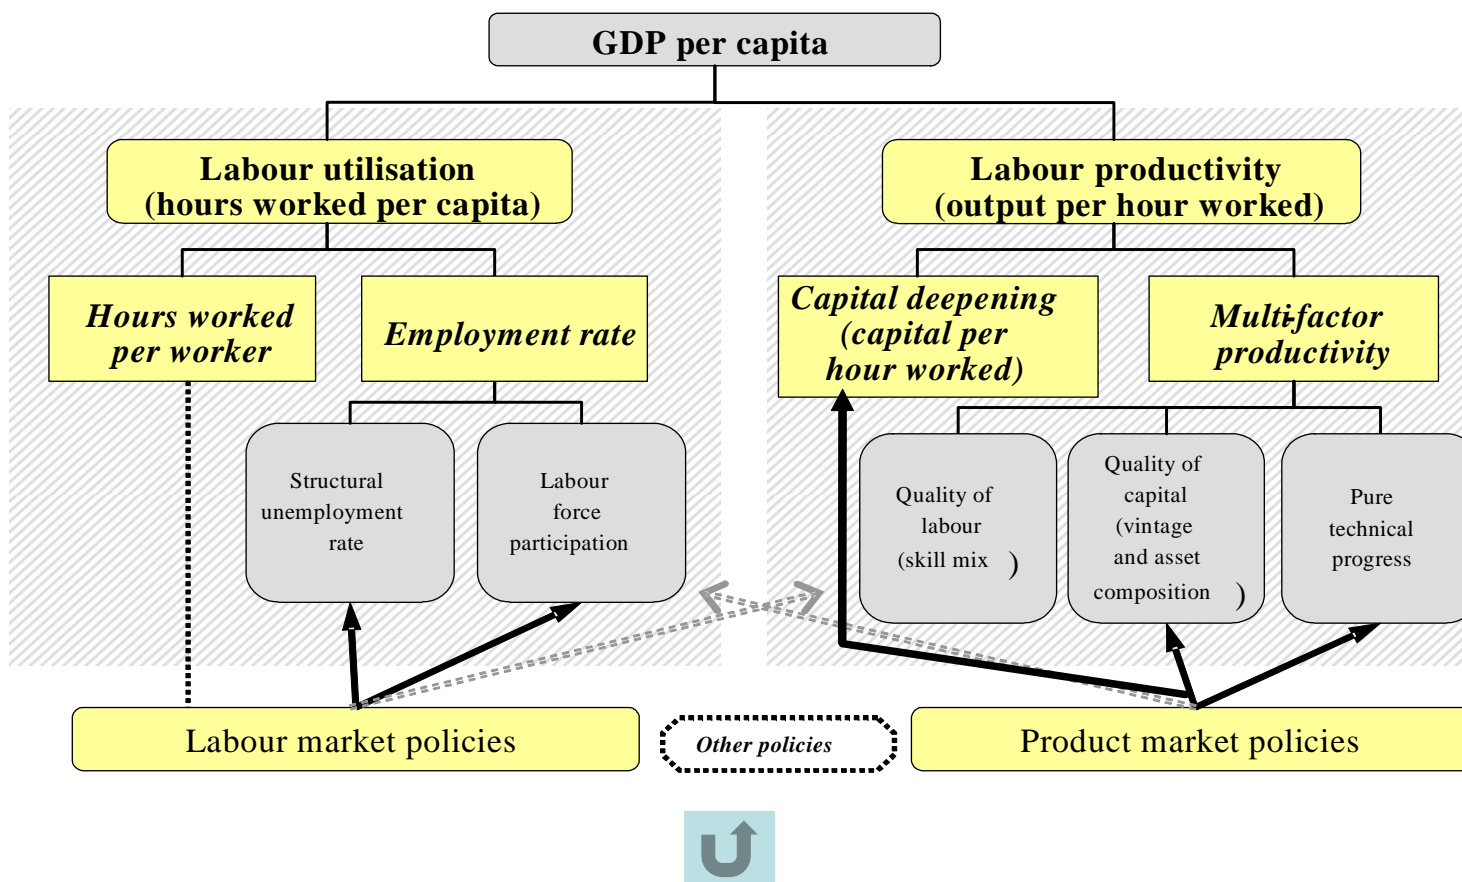 GDP per capita
Labour utilisation
(hours worked per capita)
Labour productivity
(output per hour worked)
Hours worked
per worker
Employment rate
Capital deepening
(capital per
hour worked)
Multi-factor
productivity
Structural
unemployment
rate
Labour
force
participation
Quality of
labour
(skill mix )
Quality of
capital
(vintage
and asset
composition )
Pure
technical
progress
Labour market policies
Other policies
Product market policies